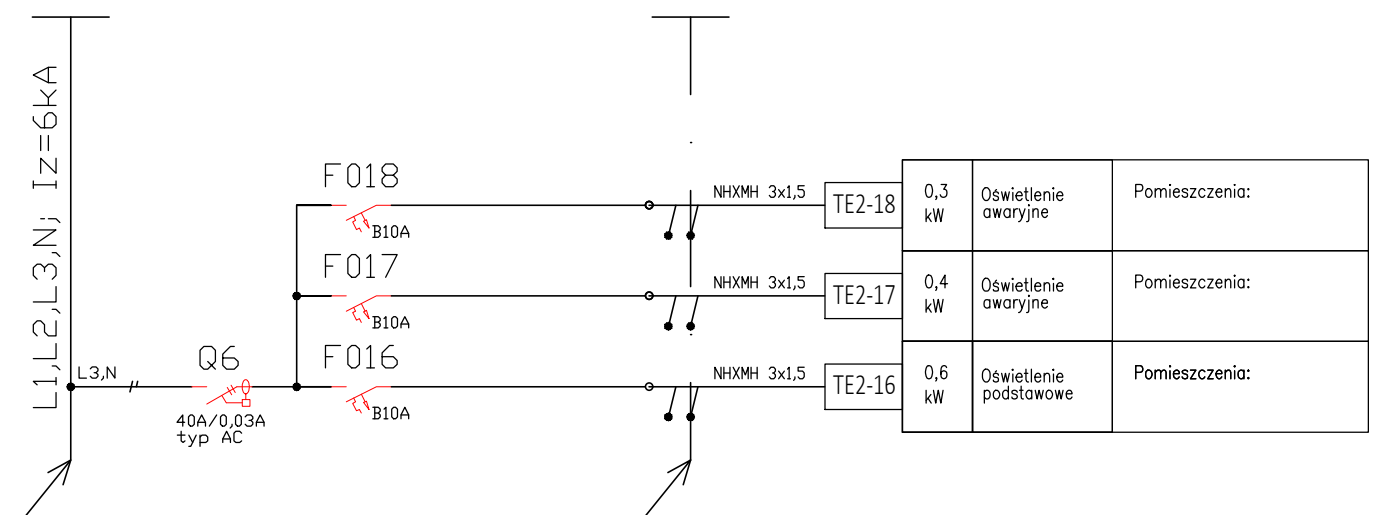 L1,L2,L3,N; Iz=6kA
F018
B10A
NHXMH 3x1,5
TE2-18
0,3
kW
Oświetlenie
awaryjne
Pomieszczenia:
F017
B10A
NHXMH 3x1,5
TE2-17
0,4
kW
Oświetlenie
awaryjne
Pomieszczenia:
L3,N
Q6
40A/0,03A
typ AC
F016
B10A
NHXMH 3x1,5
TE2-16
0,6
kW
Oświetlenie
podstawowe
Pomieszczenia: